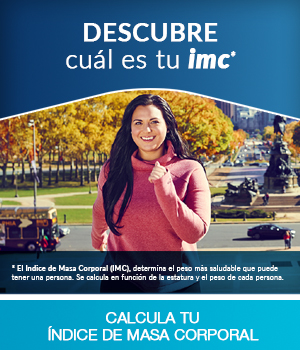 DESCUBRE
cuál es tu imc*
* El Indice de Masa Corporal (IMC), determina el peso más saludable que puede
tener una persona. Se calcula en función de la estatura y el peso de cada persona.
CALCULA TU
ÍNDICE DE MASA CORPORAL